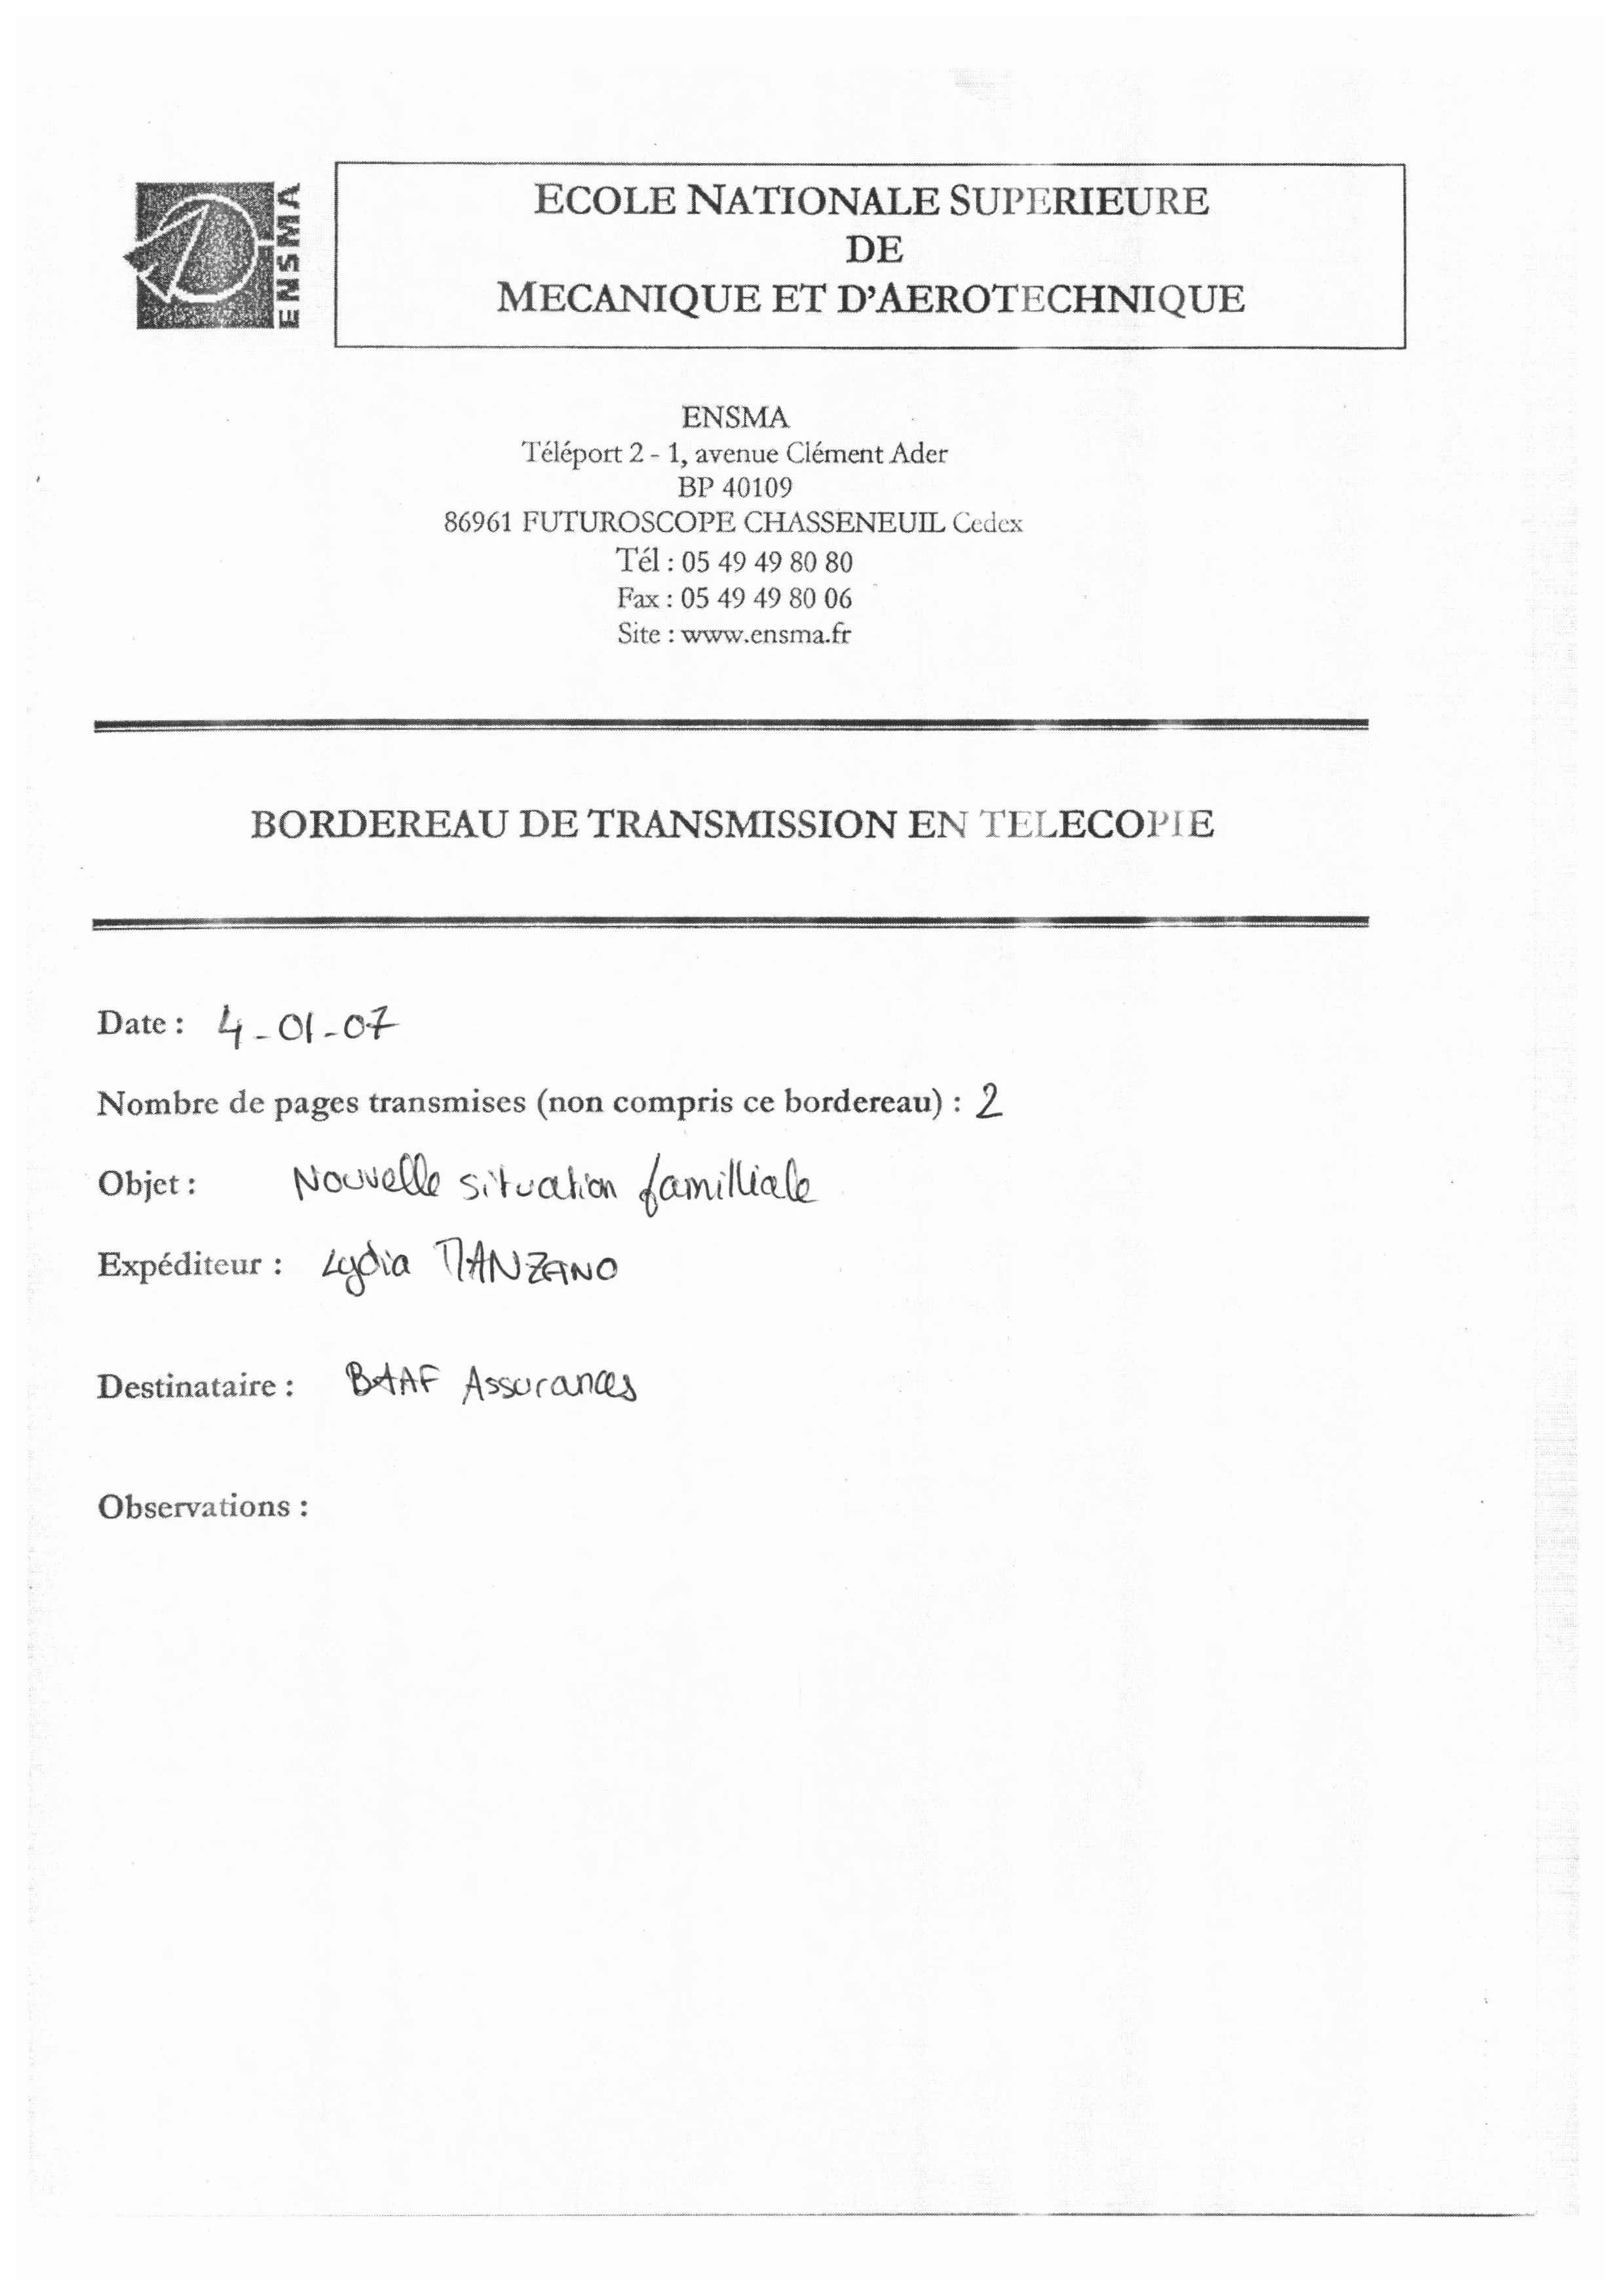 ENSMA
ECOLE NATIONALE SUPERIEURE
DE
MECANIQUE ET D'AEROTECHNIQUE
ENSMA
Téléport 2 - 1, avenue Clément Ader
BP 40109
86961 FUTUROSCOPE CHASSENEUIL Cedex
Tél : 05 49 49 80 80
Fax : 05 49 49 80 06
Site : www.ensma.fr
BORDEREAU DE TRANSMISSION EN TELECOPIE
Date : 4-01-07
Nombre de pages transmises (non compris ce bordereau) : 2
Objet : Nouvelle situation familliale
Expéditeur : Lydia MANZANO
Destinataire : BAAF Assurances
Observations :